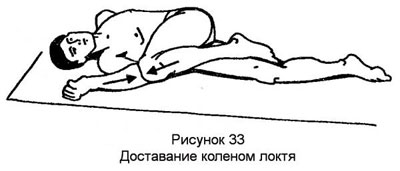 Рисунок 33
Доставание коленом локтя